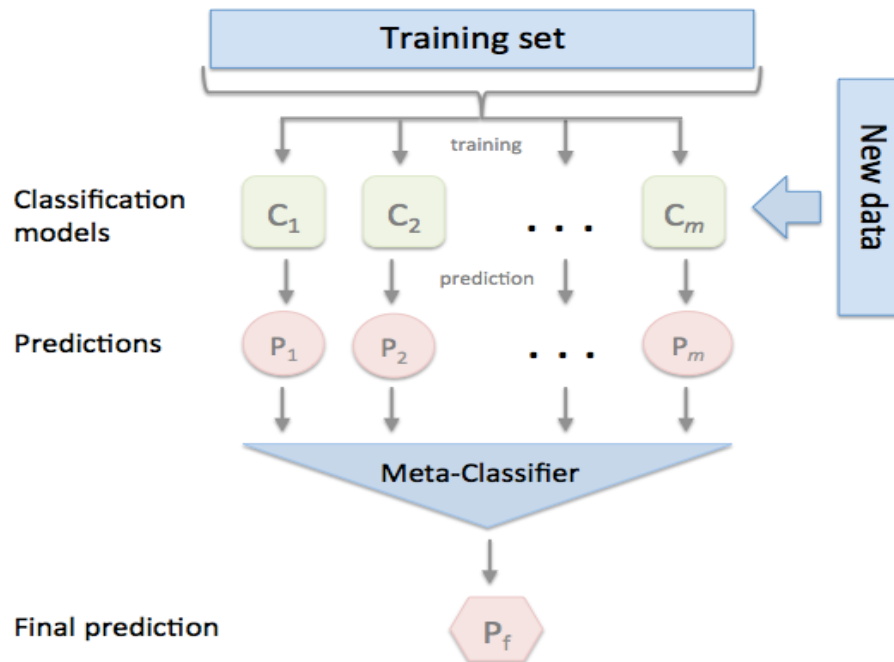 Training set
training
New data
Classification
models
C1
C2
. . .
Cm
prediction
Predictions
P1
P2
. . .
Pm
Meta-Classifier
Final prediction
Pf